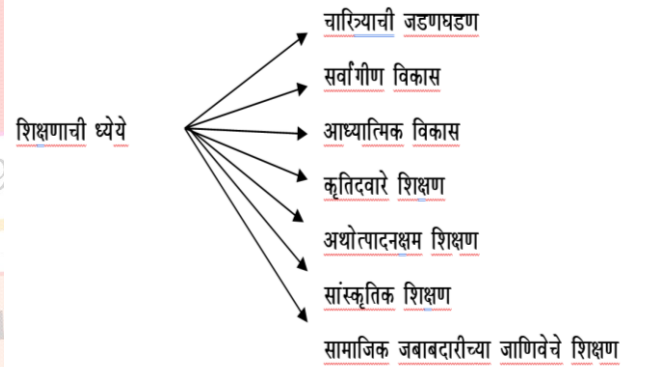 चारित्र्याची जडणघडण
सर्वांगीण विकास
शिक्षणाची ध्येये
आध्यात्मिक विकास
कृतिदवारे शिक्षण
अथोत्पादनक्षम शिक्षण
सांस्कृतिक शिक्षण
सामाजिक जबाबदारीच्या जाणिवेचे शिक्षण